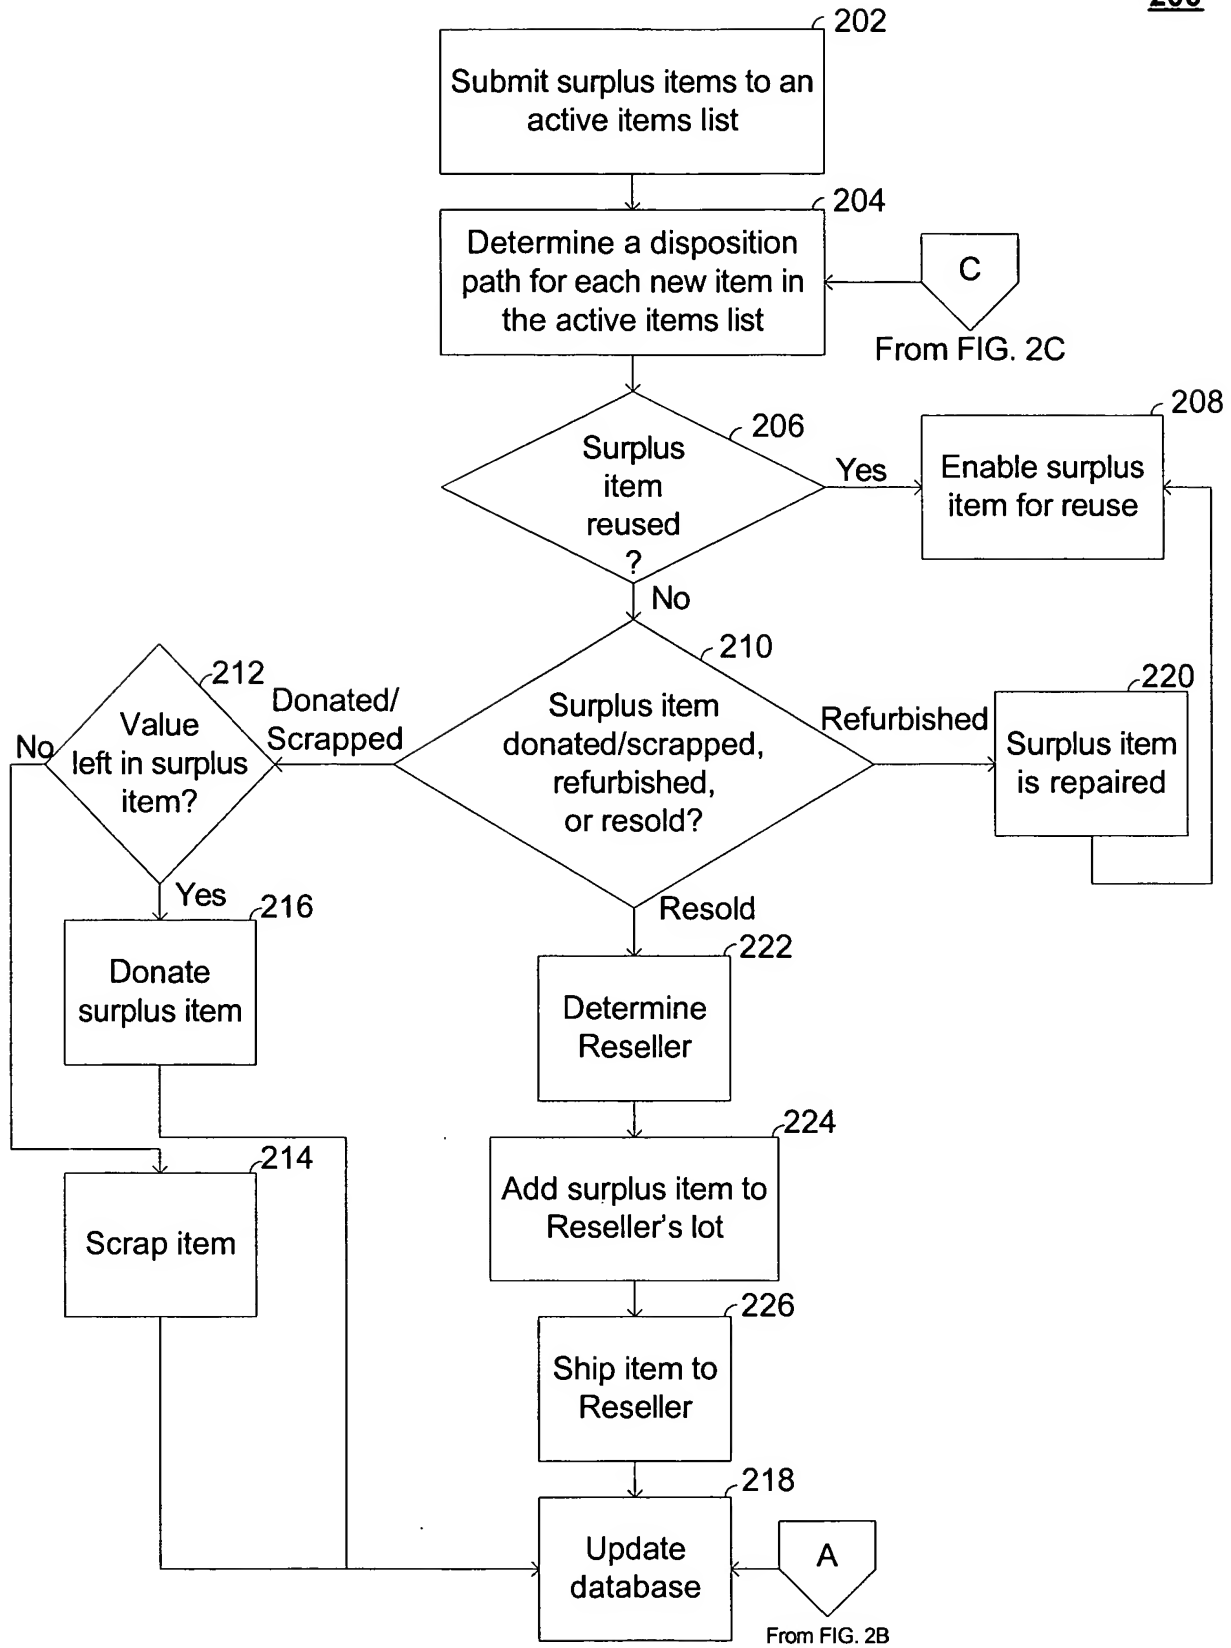 202
Submit surplus items to an
active items list
204
Determine a disposition
path for each new item in
the active items list
C
From FIG. 2C
206
Surplus
item
reused
?
Yes
208
Enable surplus
item for reuse
No
210
Surplus item
donated/scrapped,
refurbished,
or resold?
Donated/
Scrapped
212
Value
left in surplus
item?
No
Refurbished
220
Surplus item
is repaired
Yes
216
Donate
surplus item
Resold
222
Determine
Reseller
224
Add surplus item to
Reseller's lot
214
Scrap item
226
Ship item to
Reseller
218
Update
database
A
From FIG. 2B